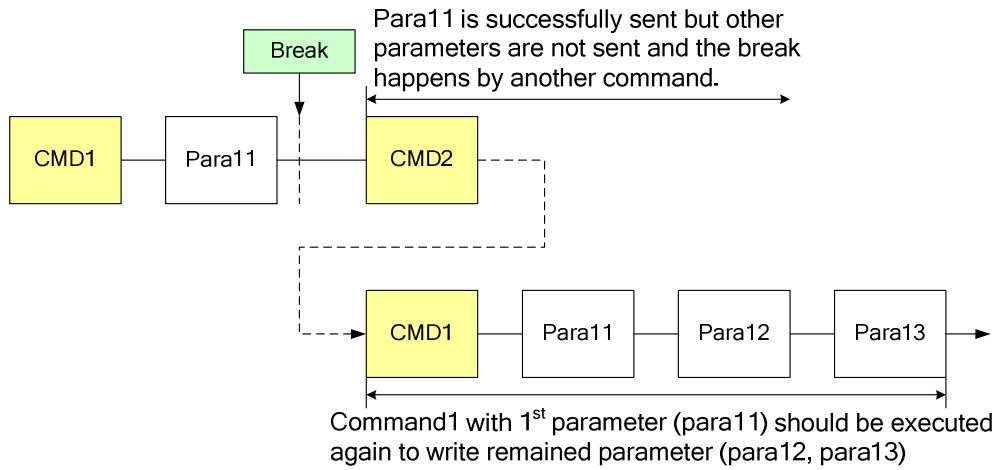 Para11 is successfully sent but other
parameters are not sent and the break
happens by another command.
Break
CMD1
Para11
CMD2
CMD1
Para11
Para12
Para13
Command1 with 1st parameter (para11) should be executed
again to write remained parameter (para12, para13)